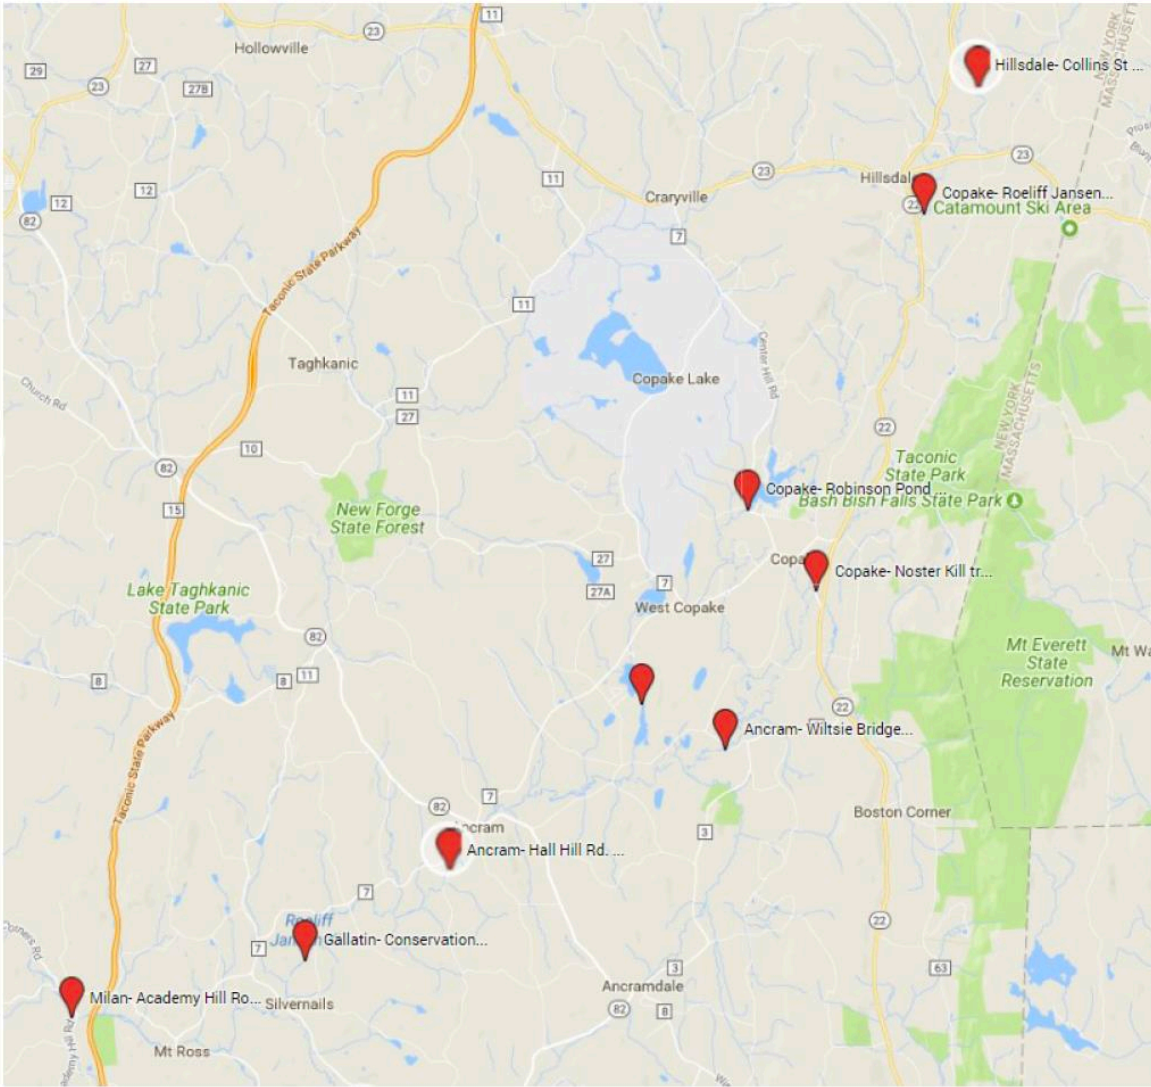 11
Hollowville
23
NEW YORK
MASSACHUSETTS
Hillsdale- Collins St ...
29
27
23
27B
23
12
11
23
23
Craryville
Hillsdale
Copake- Roeliff Jansen...
12
82
22
Catamount Ski Area
7
Taconic State Parkway
11
Center Hill Rd
Taghkanic
Copake Lake
Church Rd
11
27
NEW YORK
MASSACHUSETTS
22
10
82
Taconic
State Park
Bash Bish Falls State Park
Copake- Robinson Pond ...
15
New Forge
State Forest
27
Copake- Noster Kill tr...
7
27A
West Copake
Lake Taghkanic
State Park
82
Mt Everett
State
Reservation
8
8
11
22
Ancram- Wiltsie Bridge...
Taconic State Parkway
82
7
Boston Corner
3
Ancram- Hall Hill Rd. ...
7
22
Gallatin- Conservation...
7
3
63
Milan- Academy Hill Ro...
Silvernails
Ancramdale
82
8
Mt Ross